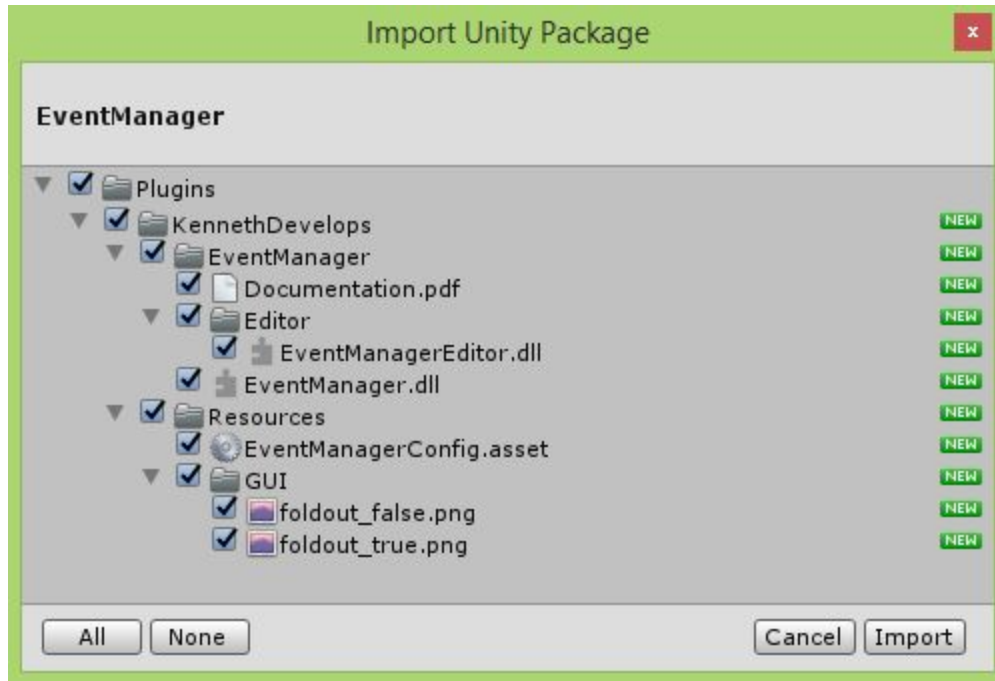 Import Unity Package
x
EventManager
Plugins
KennethDevelops NEW
EventManager NEW
Documentation.pdf NEW
Editor NEW
EventManagerEditor.dll NEW
EventManager.dll NEW
Resources NEW
EventManagerConfig.asset NEW
GUI NEW
foldout_false.png NEW
foldout_true.png NEW
All None Cancel Import